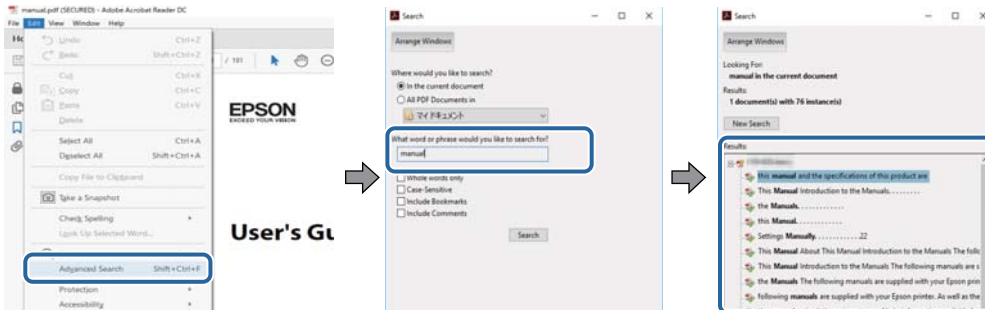 manual.pdf (SECURED) - Adobe Acrobat Reader DC
File Edit View Window Help
Undo Ctrl+Z
Redo Shift+Ctrl+Z
Cut Ctrl+X
Copy Ctrl+C
Paste Ctrl+V
Delete
Select All Ctrl+A
Deselect All Shift+Ctrl+A
Copy File to Clipboard
Take a Snapshot
Check Spelling
Look Up Selected Word...
Advanced Search Shift+Ctrl+F
Protection
Accessibility
/ 181
EPSON
EXCEED YOUR VISION
User's Gu
Search
Arrange Windows
Where would you like to search?
In the current document
All PDF Documents in
マイ ドキュメント
What word or phrase would you like to search for?
manual
Whole words only
Case-Sensitive
Include Bookmarks
Include Comments
Search
Search
Arrange Windows
Looking For:
manual in the current document
Results:
1 document(s) with 76 instance(s)
New Search
Results:
this manual and the specifications of this product are
This Manual Introduction to the Manuals. . . . . . . . .
the Manuals. . . . . . . . . . . . .
this Manual. . . . . . . . . . . . .
Settings Manually. . . . . . . . . . . . 22
This Manual About This Manual Introduction to the Manuals The follo
This Manual Introduction to the Manuals The following manuals are s
the Manuals The following manuals are supplied with your Epson prin
following manuals are supplied with your Epson printer. As well as the